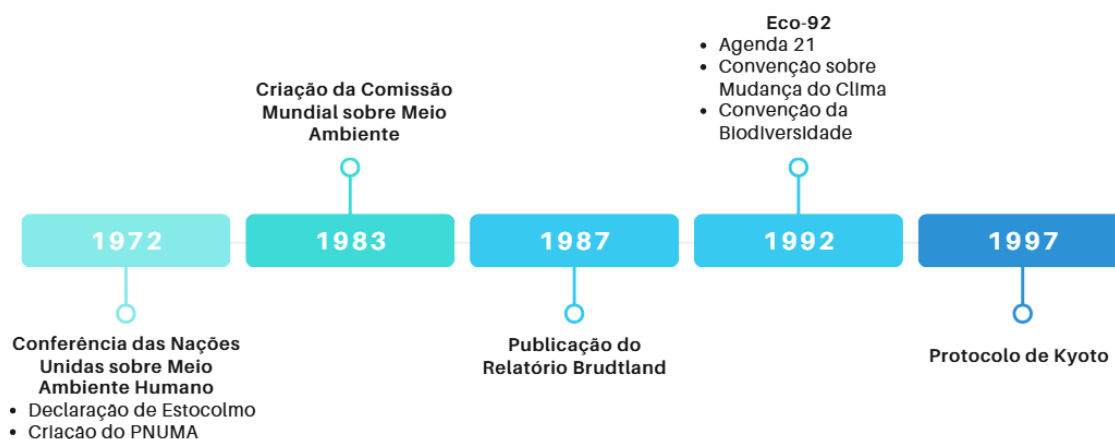 Eco-92
• Agenda 21
• Convenção sobre
Mudança do Clima
• Convenção da
Biodiversidade
Criação da Comissão
Mundial sobre Meio
Ambiente
1972
1983
1987
1992
1997
Conferência das Nações
Unidas sobre Meio
Ambiente Humano
• Declaração de Estocolmo
• Criação do PNUMA
Publicação do
Relatório Brudtland
Protocolo de Kyoto